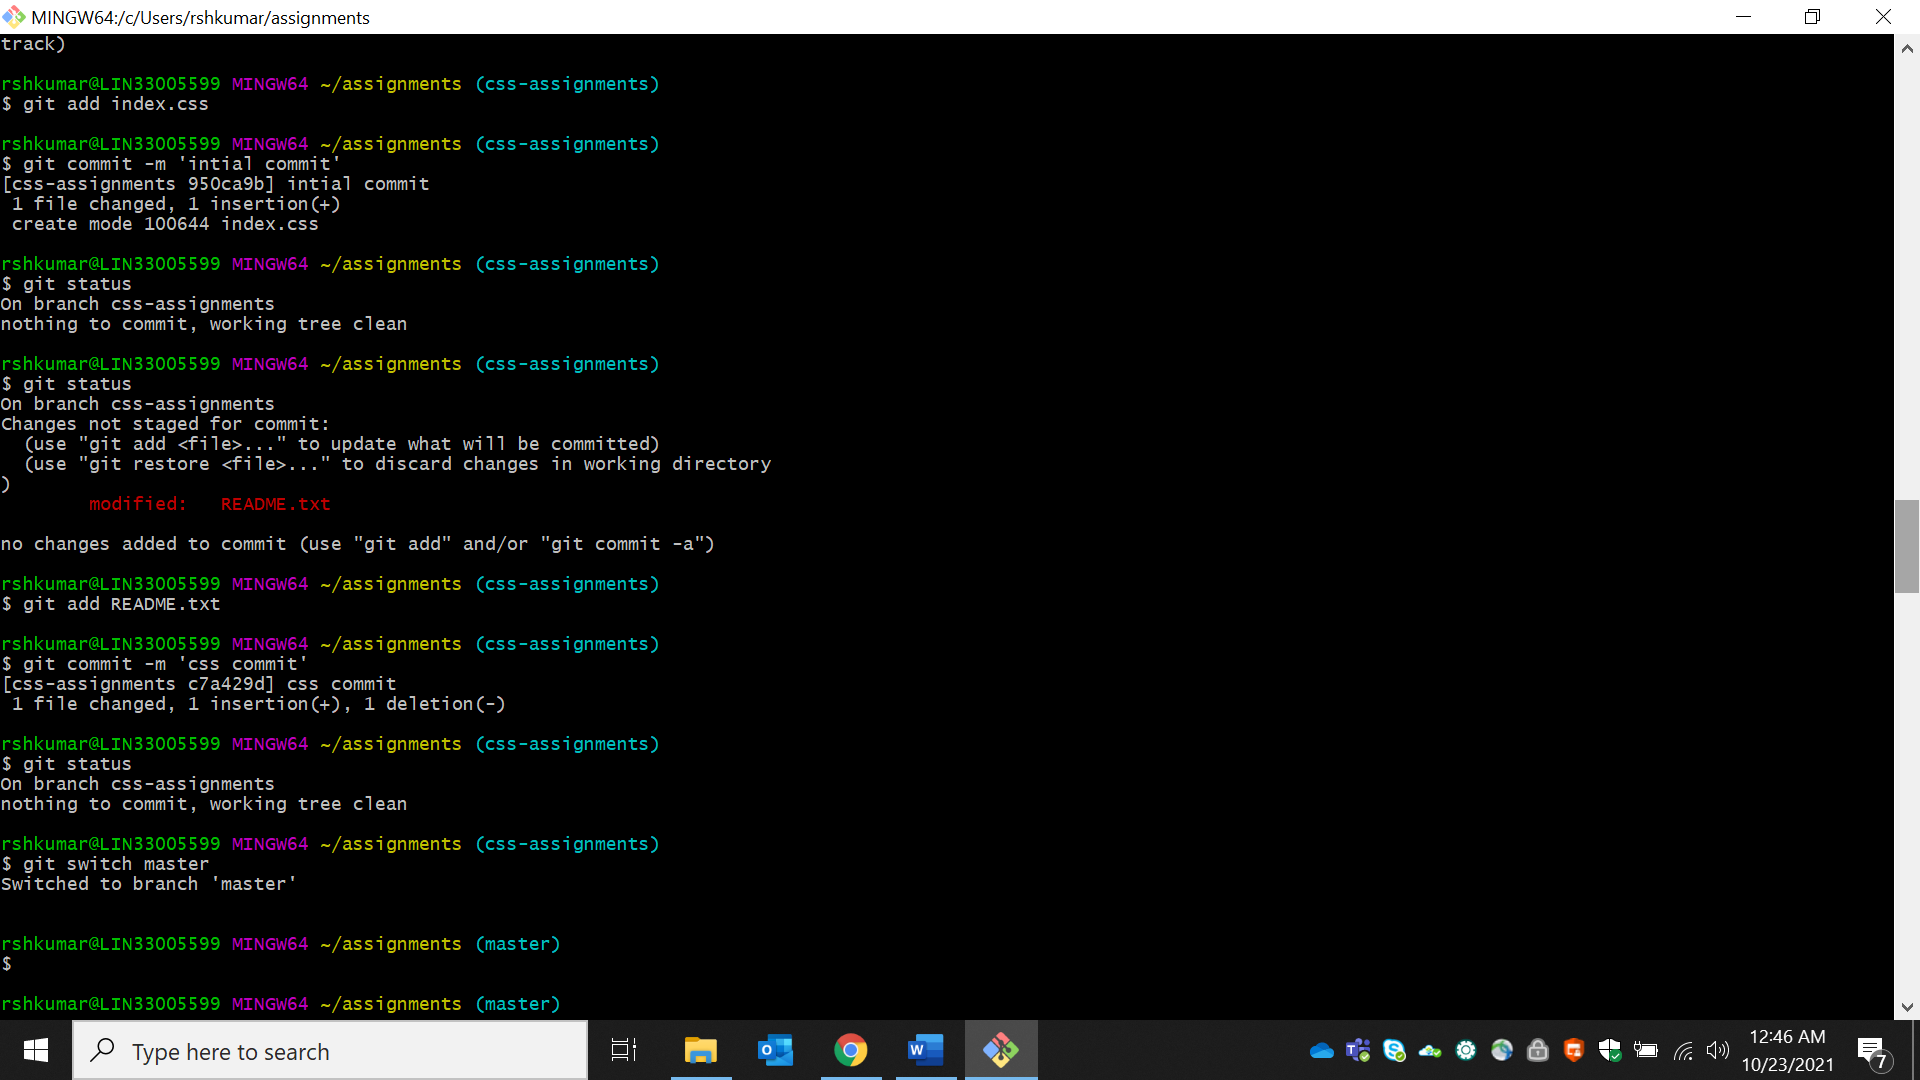 MINGW64:/c/Users/rshkumar/assignments
track)
rshkumar@LIN33005599 MINGW64 ~/assignments (css-assignments)
$ git add index.css
rshkumar@LIN33005599 MINGW64 ~/assignments (css-assignments)
$ git commit -m 'intial commit'
[css-assignments 950ca9b] intial commit
 1 file changed, 1 insertion(+)
 create mode 100644 index.css
rshkumar@LIN33005599 MINGW64 ~/assignments (css-assignments)
$ git status
On branch css-assignments
nothing to commit, working tree clean
rshkumar@LIN33005599 MINGW64 ~/assignments (css-assignments)
$ git status
On branch css-assignments
Changes not staged for commit:
  (use "git add <file>..." to update what will be committed)
  (use "git restore <file>..." to discard changes in working directory
)
        modified:   README.txt
no changes added to commit (use "git add" and/or "git commit -a")
rshkumar@LIN33005599 MINGW64 ~/assignments (css-assignments)
$ git add README.txt
rshkumar@LIN33005599 MINGW64 ~/assignments (css-assignments)
$ git commit -m 'css commit'
[css-assignments c7a429d] css commit
 1 file changed, 1 insertion(+), 1 deletion(-)
rshkumar@LIN33005599 MINGW64 ~/assignments (css-assignments)
$ git status
On branch css-assignments
nothing to commit, working tree clean
rshkumar@LIN33005599 MINGW64 ~/assignments (css-assignments)
$ git switch master
Switched to branch 'master'
rshkumar@LIN33005599 MINGW64 ~/assignments (master)
$
rshkumar@LIN33005599 MINGW64 ~/assignments (master)
Type here to search
12:46 AM
10/23/2021
7